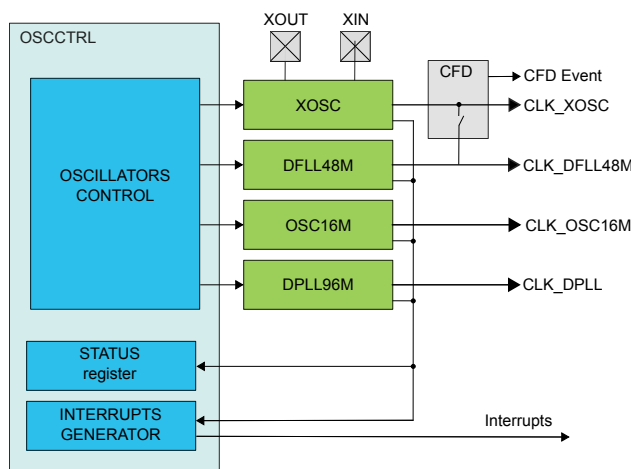 XOUT XIN
OSCCTRL
CFD
CFD Event
XOSC
CLK_XOSC
OSCILLATORS
CONTROL
DFLL48M
CLK_DFLL48M
OSC16M
CLK_OSC16M
DPLL96M
CLK_DPLL
STATUS
register
INTERRUPTS
GENERATOR
Interrupts